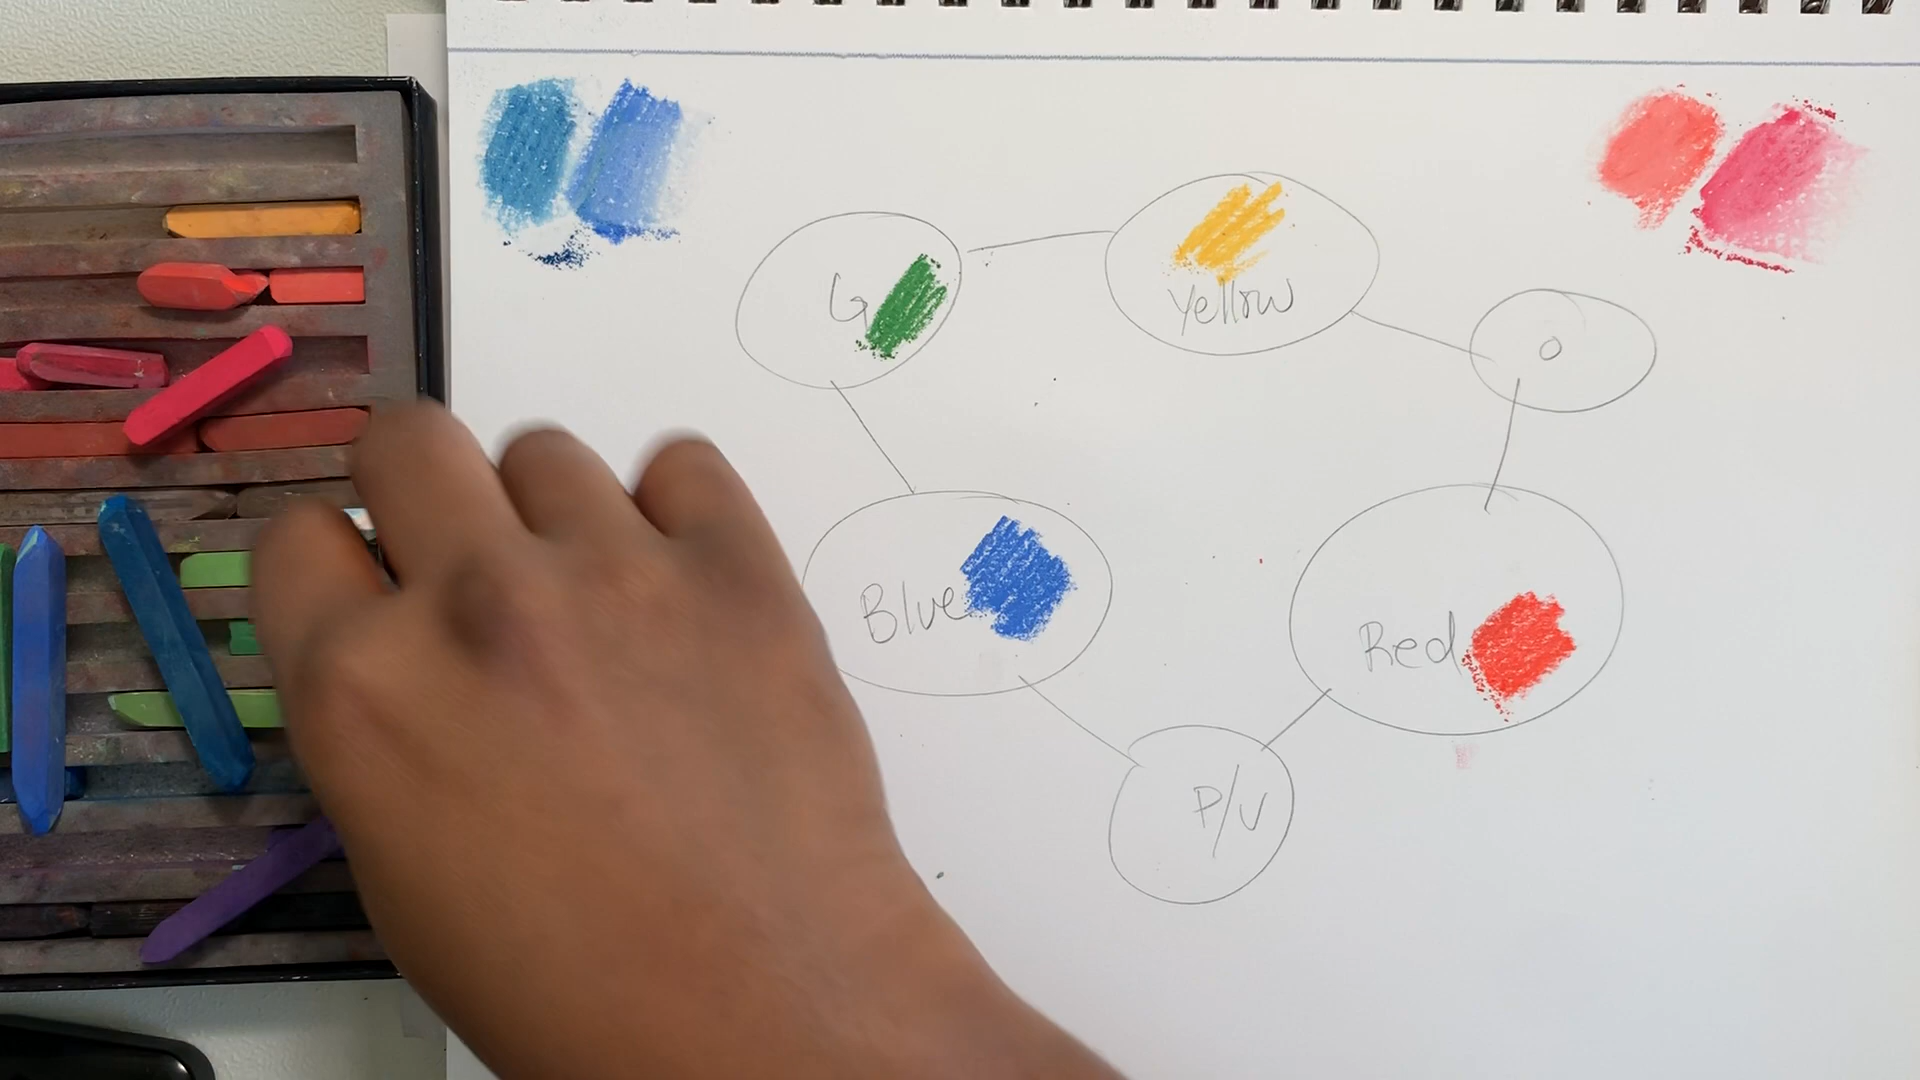 G
Yellow
O
Blue
Red
P/V